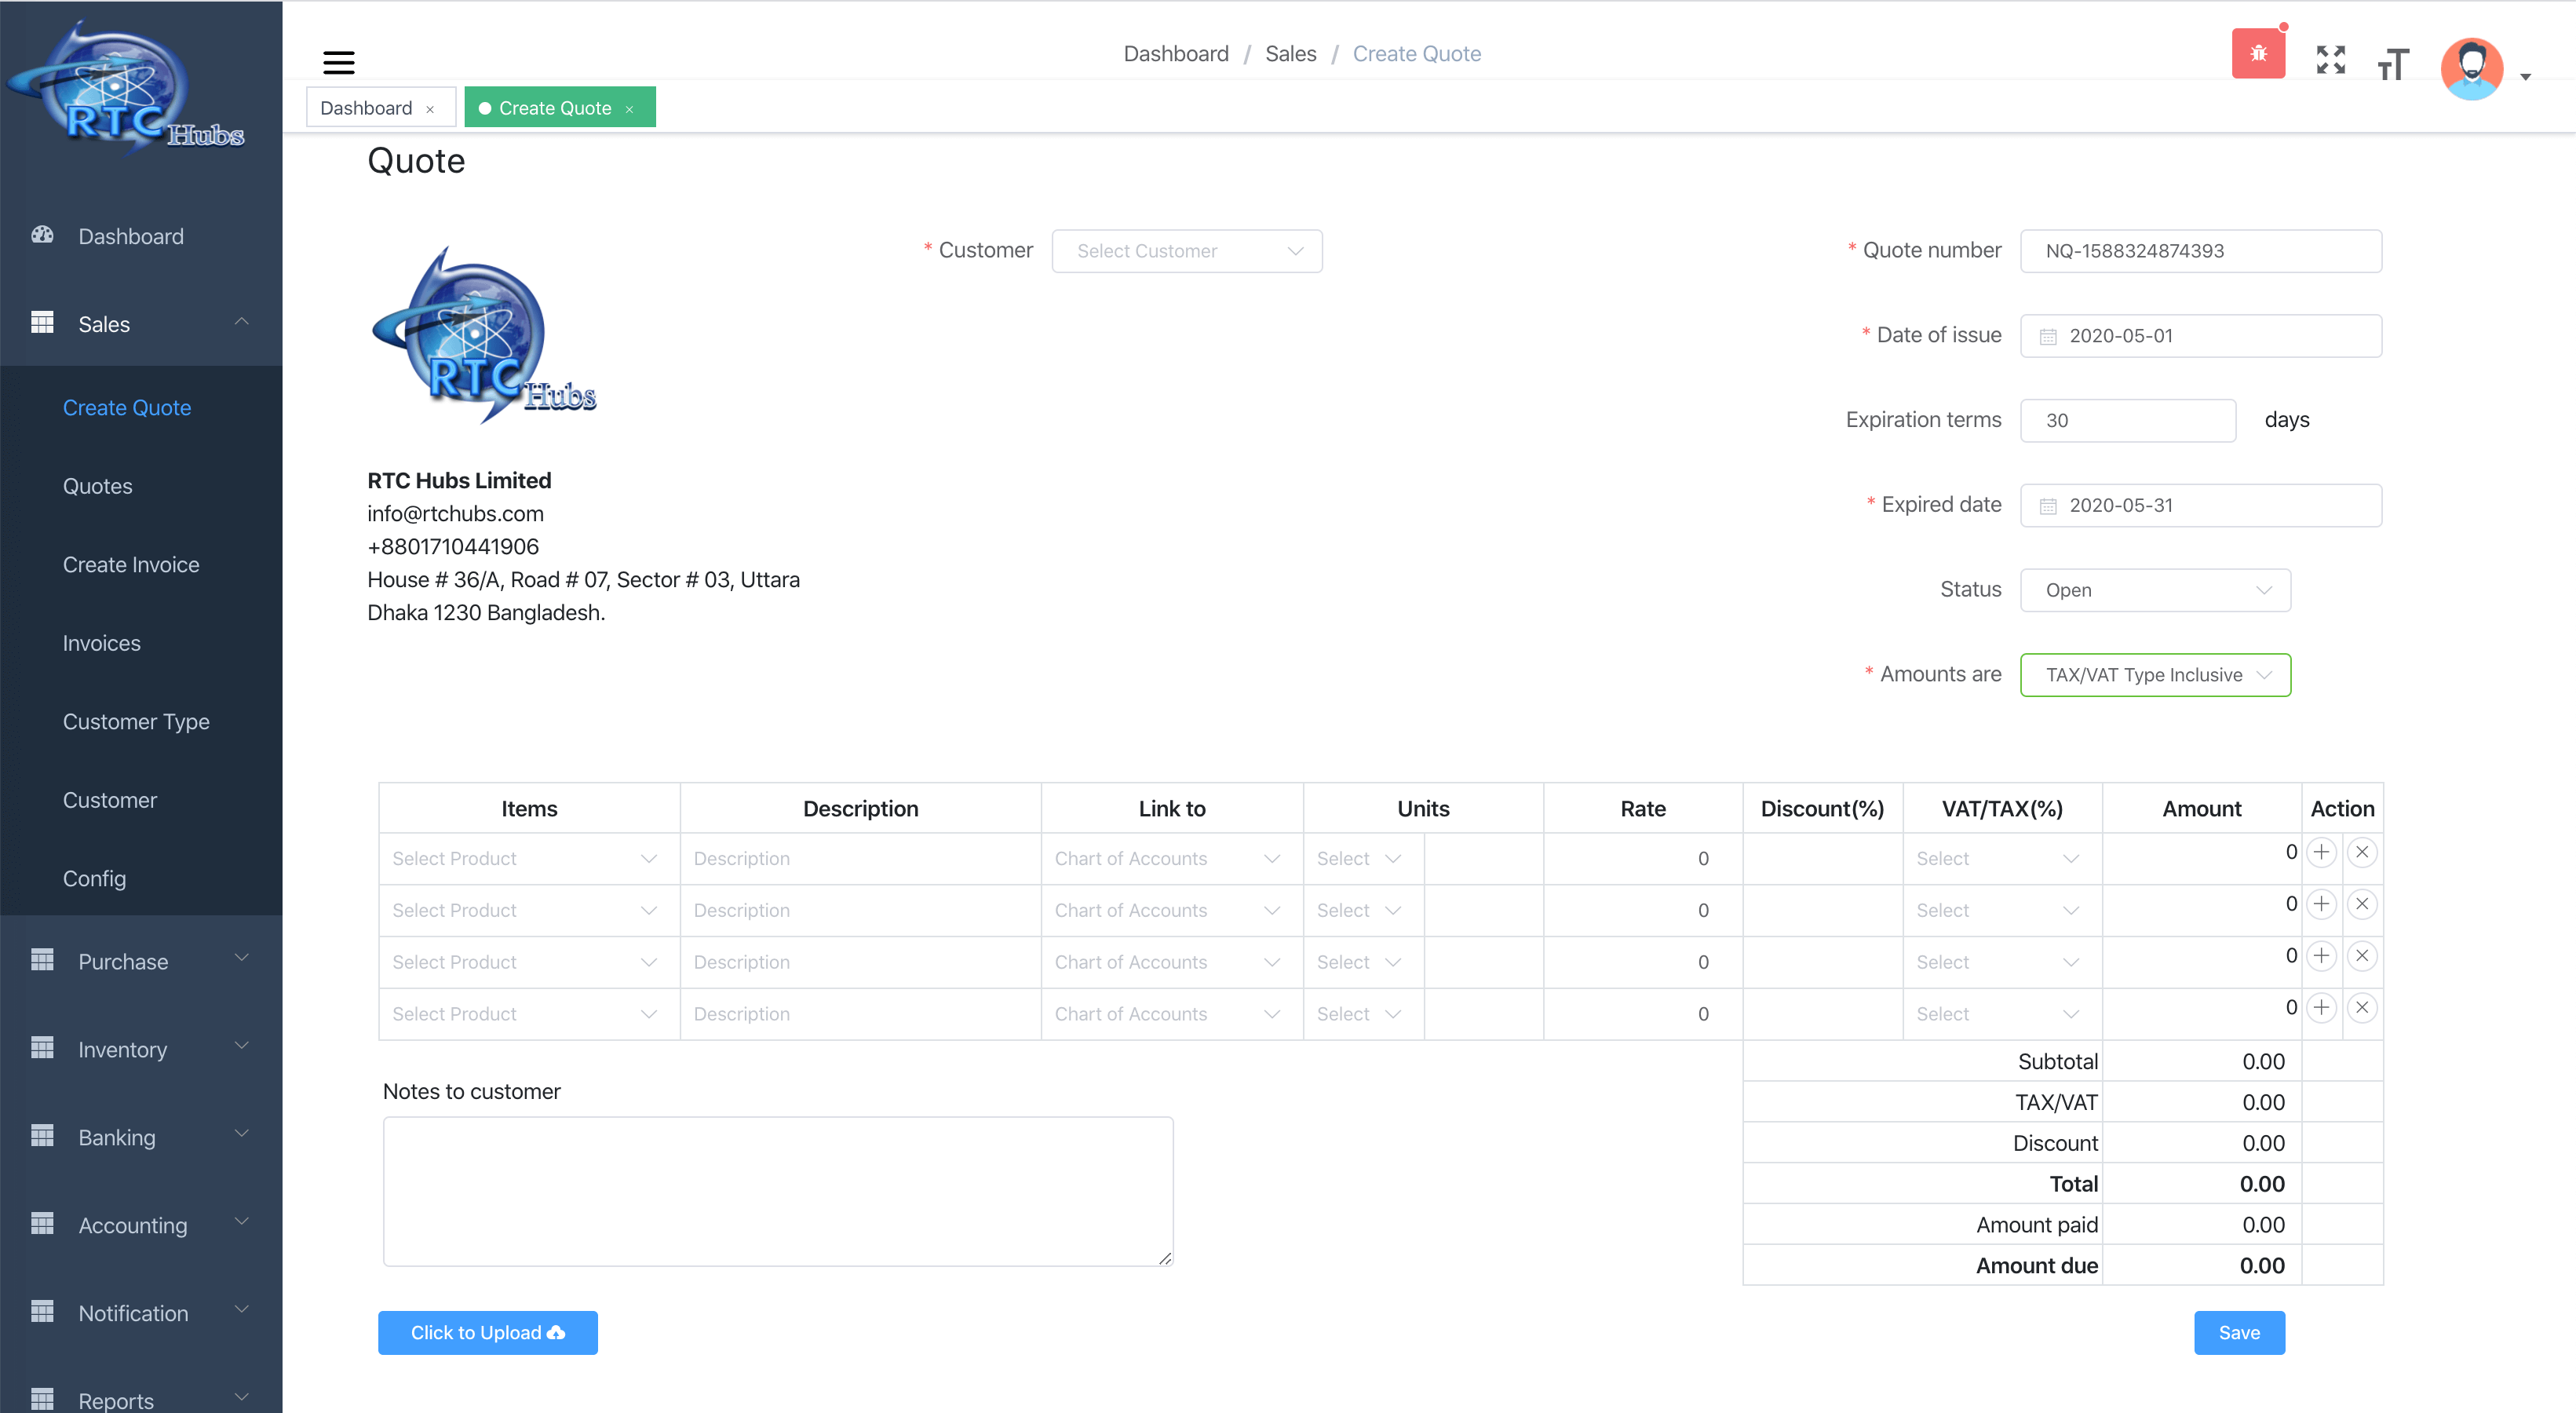 RTC Hubs
Dashboard / Sales / Create Quote
Dashboard ×
Create Quote ×
Dashboard
Sales
Create Quote
Quotes
Create Invoice
Invoices
Customer Type
Customer
Config
Purchase
Inventory
Banking
Accounting
Notification
Reports
Quote
RTC Hubs
RTC Hubs Limited
info@rtchubs.com
+8801710441906
House # 36/A, Road # 07, Sector # 03, Uttara
Dhaka 1230 Bangladesh.
* Customer Select Customer
* Quote number NQ-1588324874393
* Date of issue 2020-05-01
Expiration terms 30 days
* Expired date 2020-05-31
Status Open
* Amounts are TAX/VAT Type Inclusive
Items Description Link to Units Rate Discount(%) VAT/TAX(%) Amount Action
Select Product Description Chart of Accounts Select 0 Select 0
Select Product Description Chart of Accounts Select 0 Select 0
Select Product Description Chart of Accounts Select 0 Select 0
Select Product Description Chart of Accounts Select 0 Select 0
Subtotal 0.00
TAX/VAT 0.00
Discount 0.00
Total 0.00
Amount paid 0.00
Amount due 0.00
Notes to customer
Click to Upload
Save